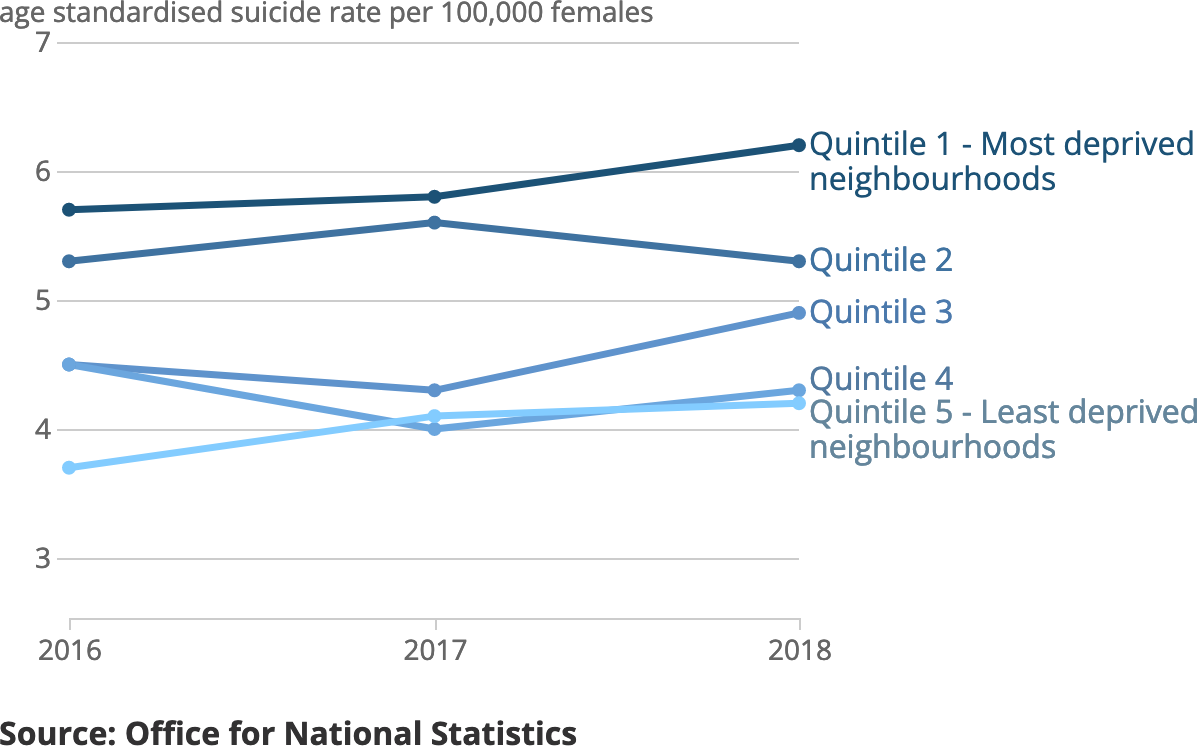 age standardised suicide rate per 100,000 females
7
6
5
4
3
Quintile 1 - Most deprived
neighbourhoods
Quintile 2
Quintile 3
Quintile 4
Quintile 5 - Least deprived
neighbourhoods
2016
2017
2018
Source: Office for National Statistics